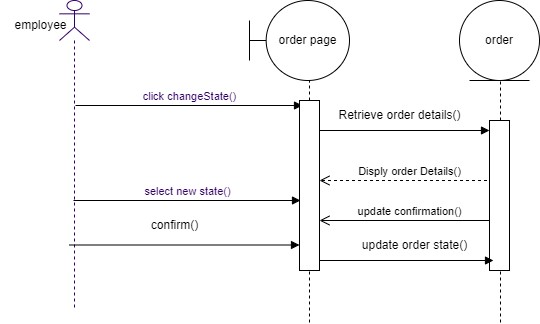 employee
order page
order
click changeState()
Retrieve order details()
Disply order Details()
select new state()
update confirmation()
confirm()
update order state()